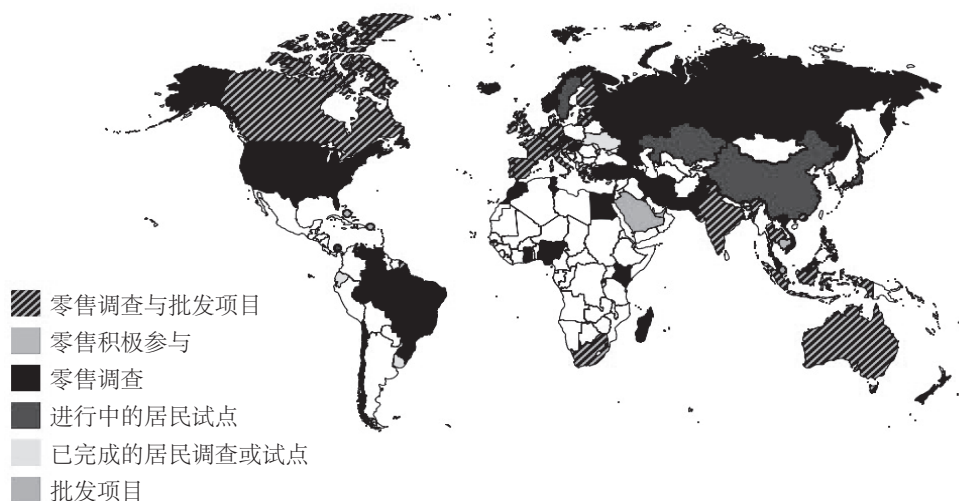 零售调查与批发项目
零售积极参与
零售调查
进行中的居民试点
已完成的居民调查或试点
批发项目